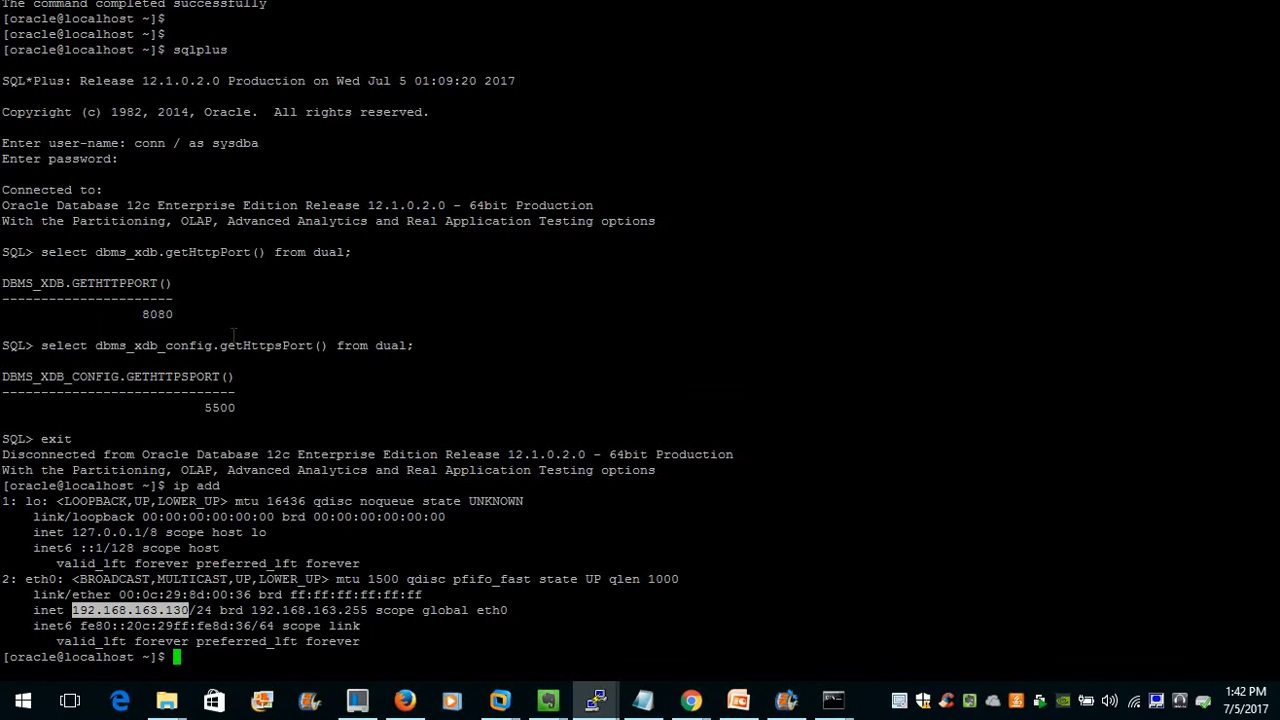 The command completed successfully
[oracle@localhost ~]$
[oracle@localhost ~]$
[oracle@localhost ~]$ sqlplus
SQL*Plus: Release 12.1.0.2.0 Production on Wed Jul 5 01:09:20 2017
Copyright (c) 1982, 2014, Oracle.  All rights reserved.
Enter user-name: conn / as sysdba
Enter password:
Connected to:
Oracle Database 12c Enterprise Edition Release 12.1.0.2.0 - 64bit Production
With the Partitioning, OLAP, Advanced Analytics and Real Application Testing options
SQL> select dbms_xdb.getHttpPort() from dual;
DBMS_XDB.GETHTTPPORT()
----------------------
8080
SQL> select dbms_xdb_config.getHttpsPort() from dual;
DBMS_XDB_CONFIG.GETHTTPSPORT()
------------------------------
5500
SQL> exit
Disconnected from Oracle Database 12c Enterprise Edition Release 12.1.0.2.0 - 64bit Production
With the Partitioning, OLAP, Advanced Analytics and Real Application Testing options
[oracle@localhost ~]$ ip add
1: lo: <LOOPBACK,UP,LOWER_UP> mtu 16436 qdisc noqueue state UNKNOWN
link/loopback 00:00:00:00:00:00 brd 00:00:00:00:00:00
inet 127.0.0.1/8 scope host lo
inet6 ::1/128 scope host
valid_lft forever preferred_lft forever
2: eth0: <BROADCAST,MULTICAST,UP,LOWER_UP> mtu 1500 qdisc pfifo_fast state UP qlen 1000
link/ether 00:0c:29:8d:00:36 brd ff:ff:ff:ff:ff:ff
inet 192.168.163.130/24 brd 192.168.163.255 scope global eth0
inet6 fe80::20c:29ff:fe8d:36/64 scope link
valid_lft forever preferred_lft forever
[oracle@localhost ~]$
1:42 PM
7/5/2017